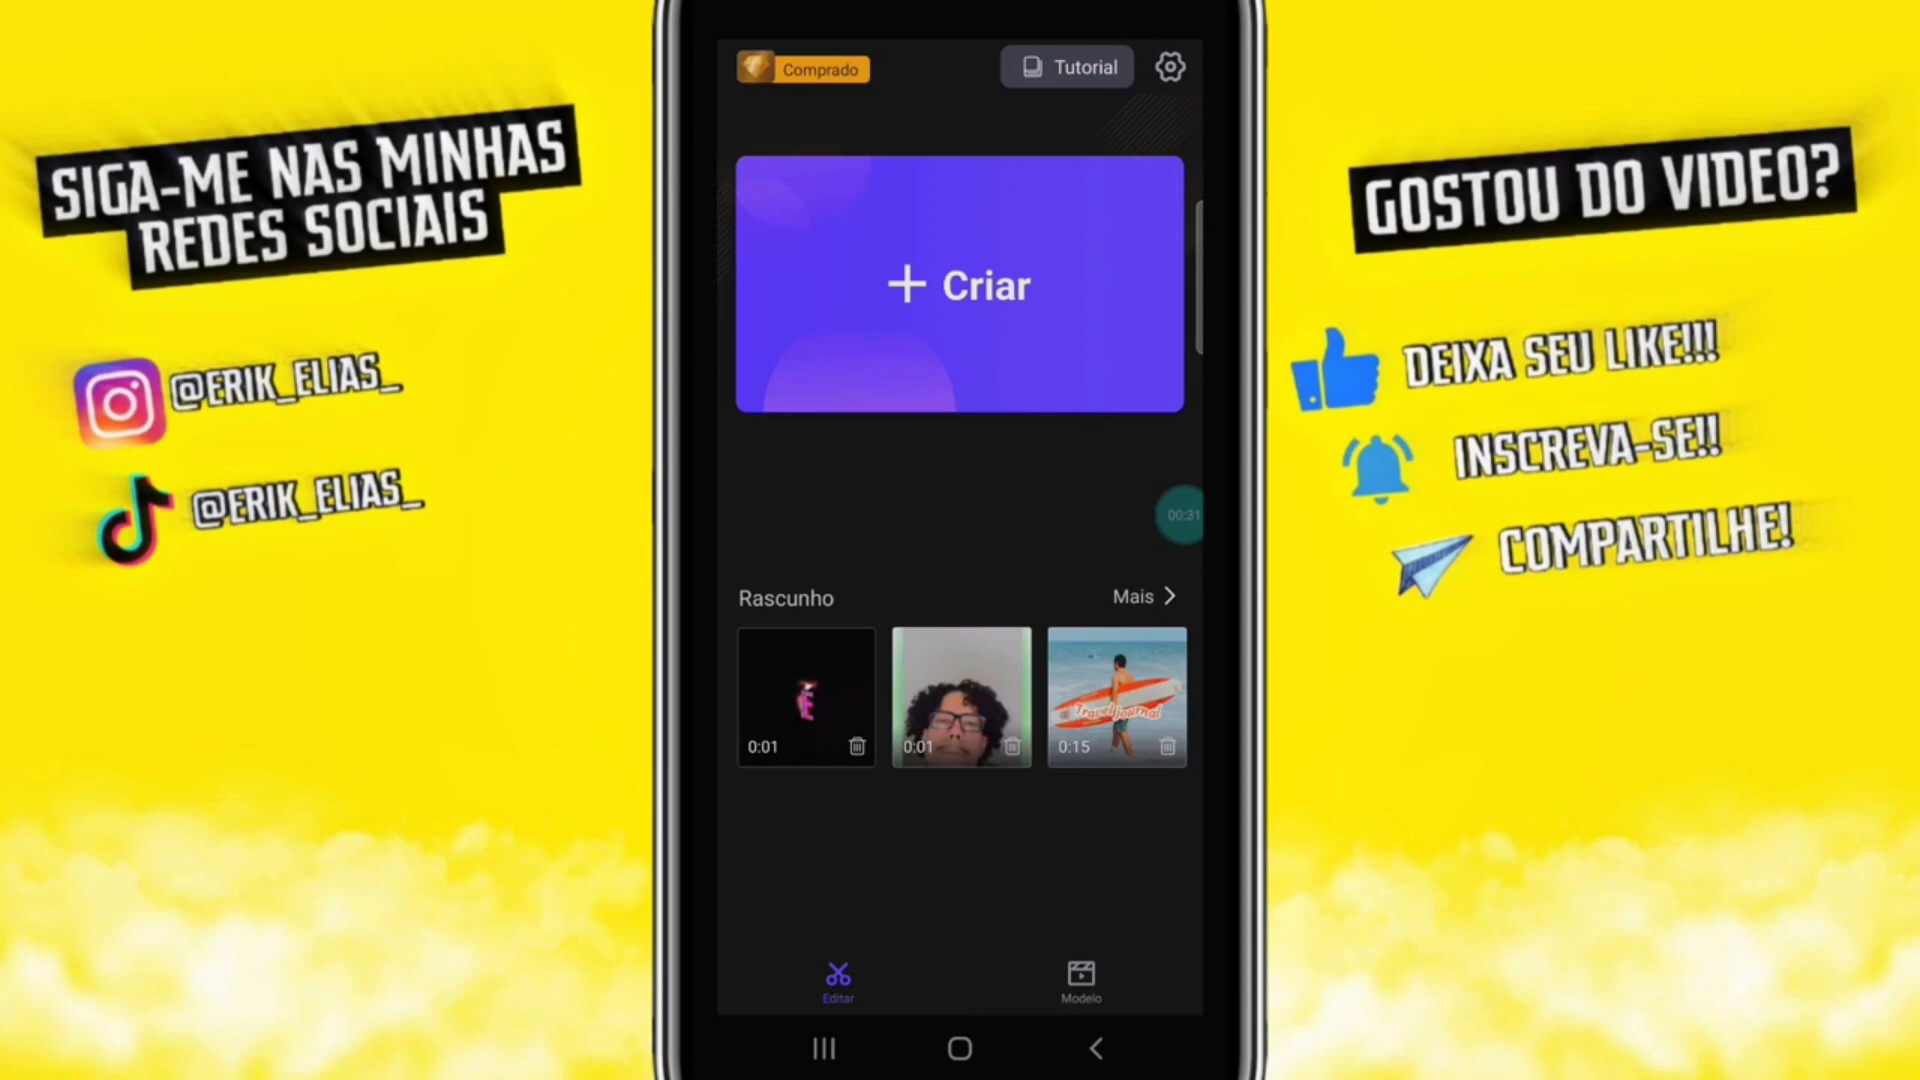 SIGA-ME NAS MINHAS
REDES SOCIAIS
@ERIK_ELIAS_
@ERIK_ELIAS_
Comprado
Tutorial
+ Criar
00:31
Rascunho
Mais >
0:01
0:01
0:15
Travel journal
Editar
Modelo
GOSTOU DO VIDEO?
DEIXA SEU LIKE!!!
INSCREVA-SE!!
COMPARTILHE!